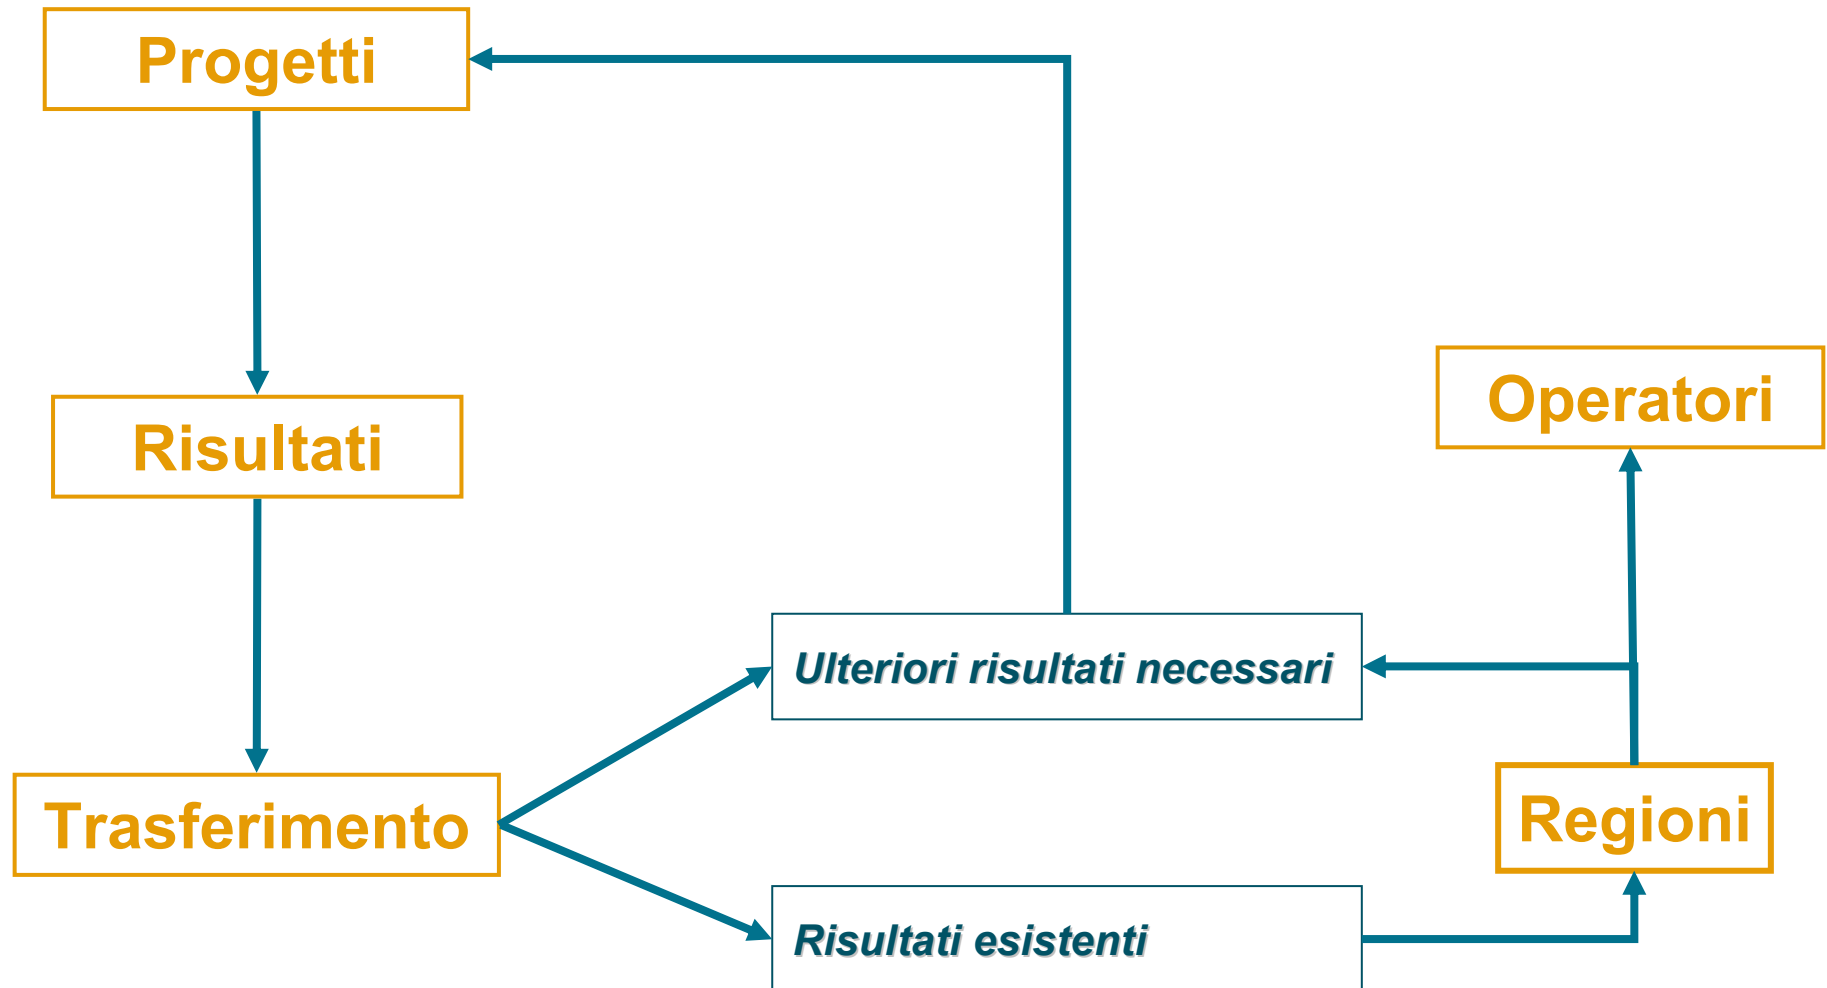 Progetti
Risultati
Operatori
Ulteriori risultati necessari
Trasferimento
Regioni
Risultati esistenti